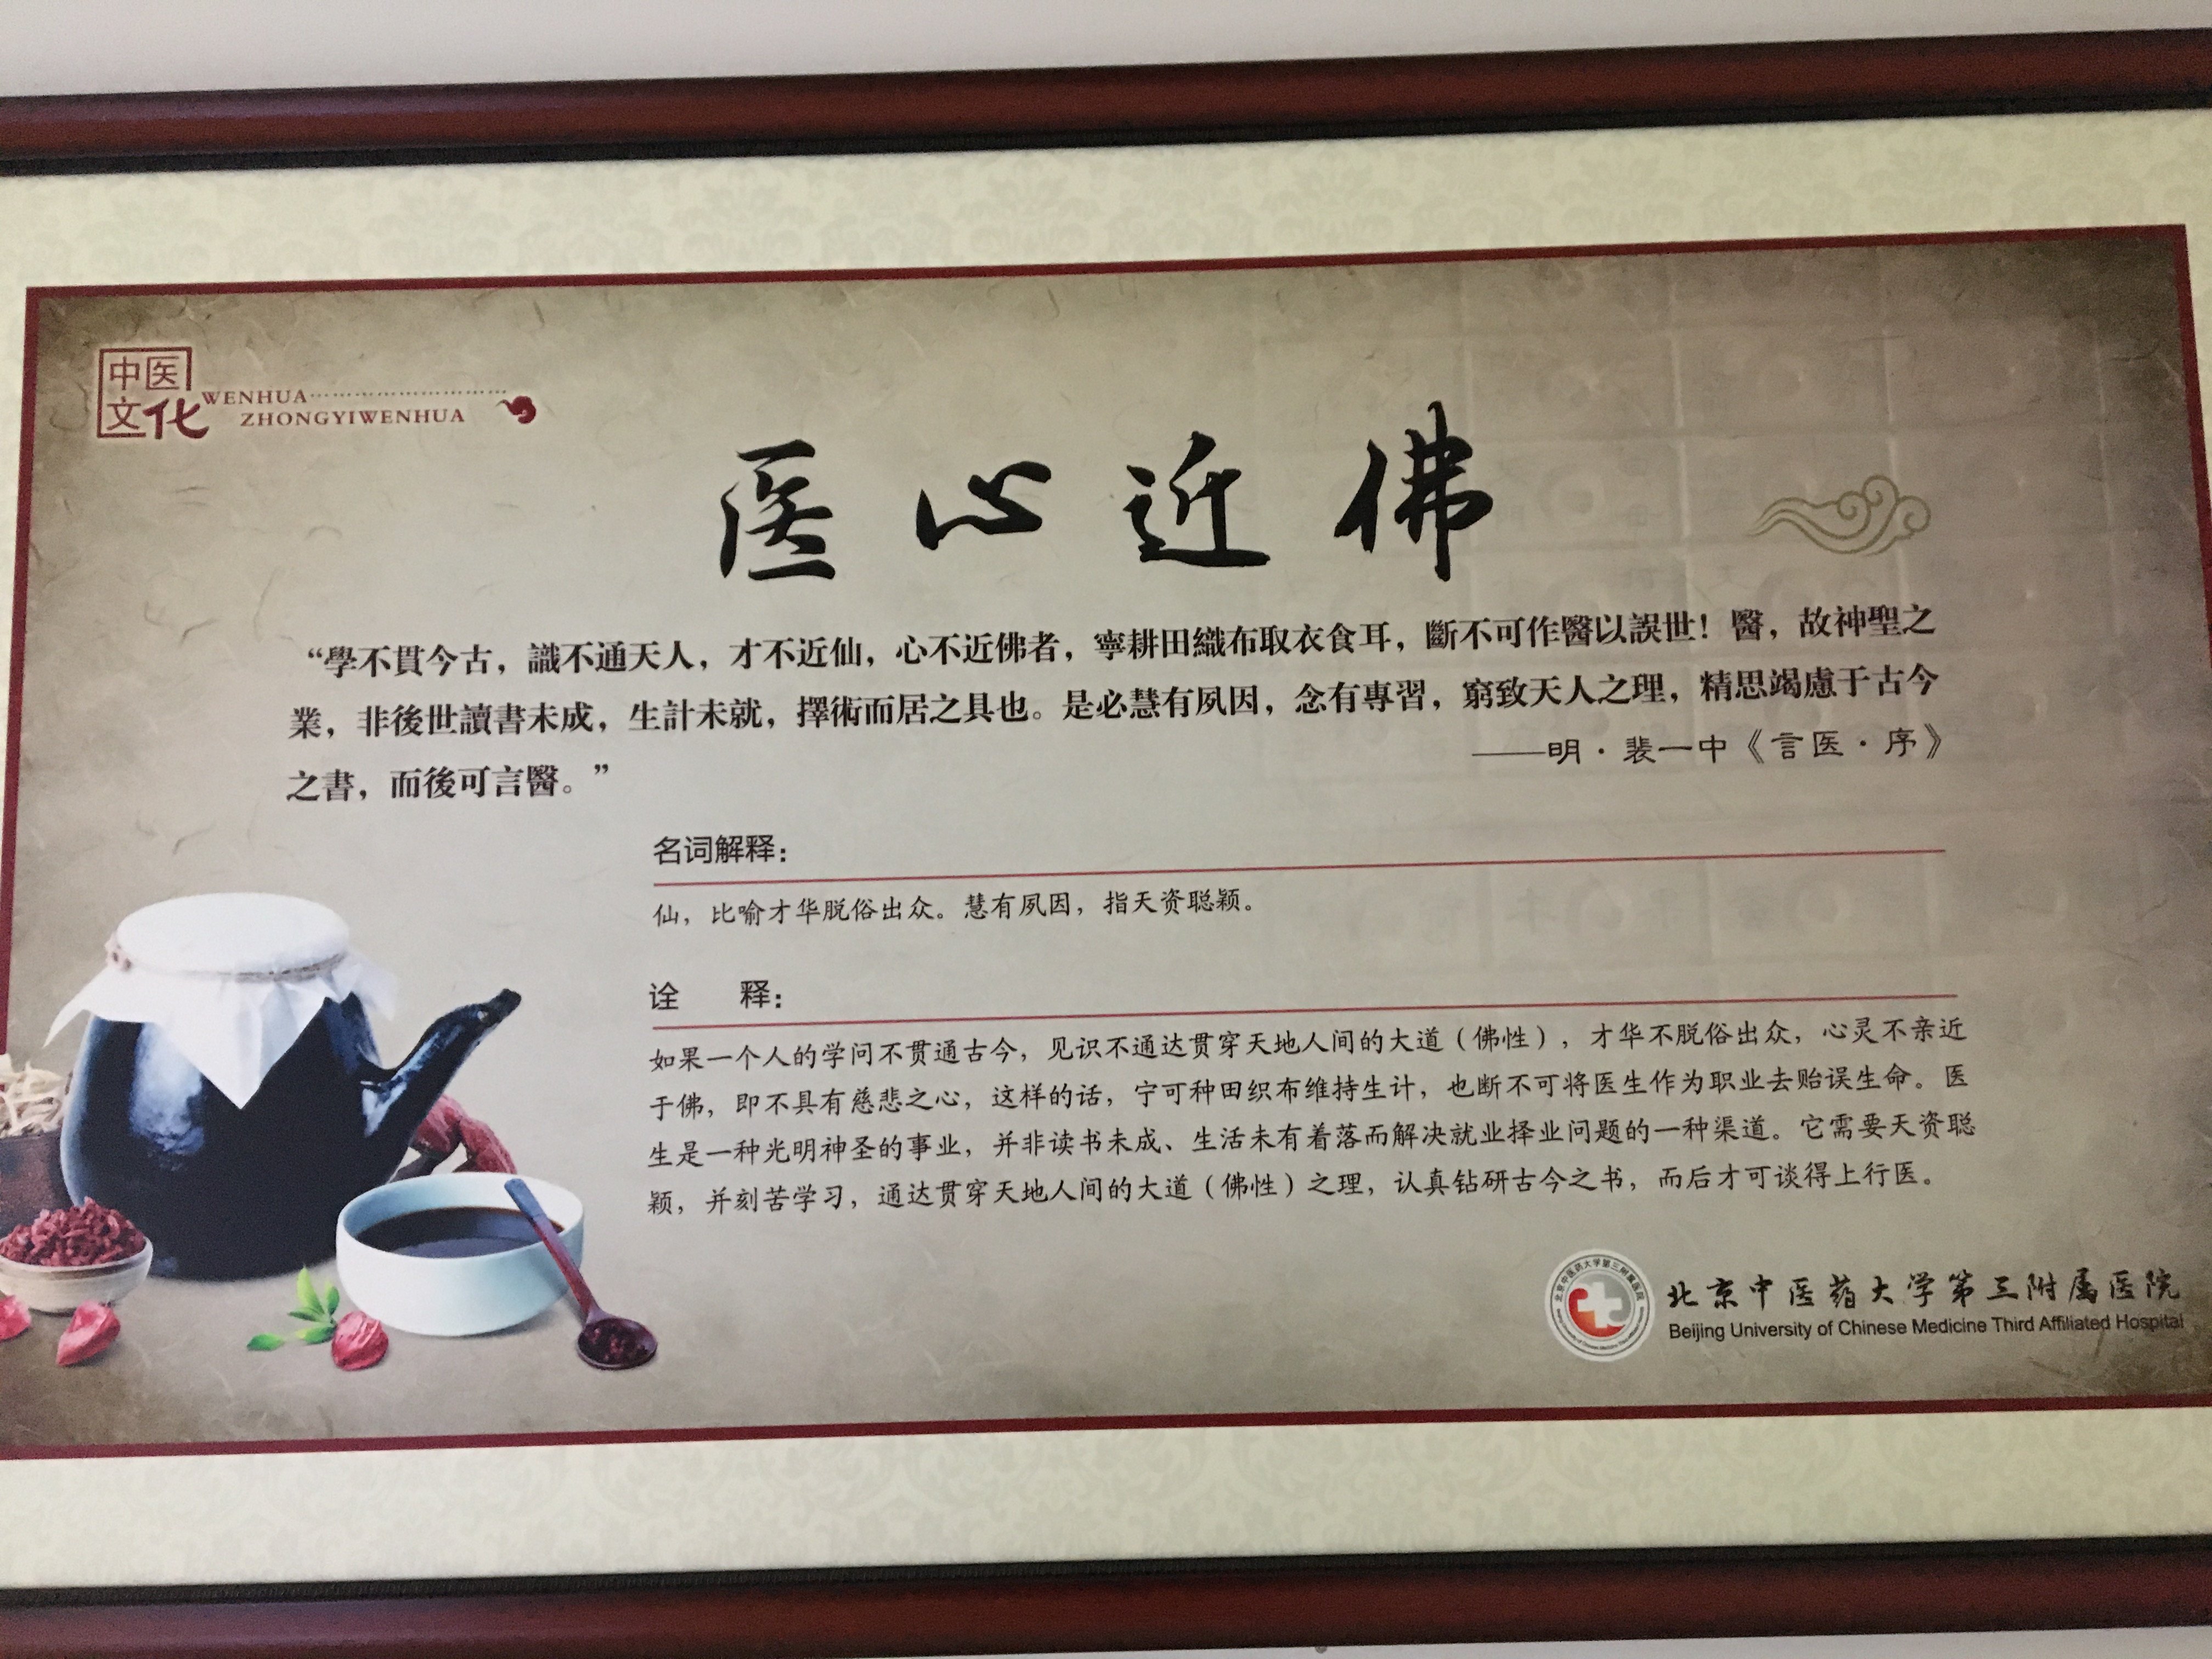 中医
文化
WENHUA
ZHONGYIWENHUA
医心近佛
“學不貫今古，識不通天人，才不近仙，心不近佛者，寧耕田織布取衣食耳，斷不可作醫以誤世！醫，故神聖之
業，非後世讀書未成，生計未就，擇術而居之具也。是必慧有夙因，念有專習，窮致天人之理，精思竭慮于古今
之書，而後可言醫。”
——明·裴一中《言医·序》
名词解释：
仙，比喻才华脱俗出众。慧有夙因，指天资聪颖。
诠 释：
如果一个人的学问不贯通古今，见识不通达贯穿天地人间的大道（佛性），才华不脱俗出众，心灵不亲近
于佛，即不具有慈悲之心，这样的话，宁可种田织布维持生计，也断不可将医生作为职业去贻误生命。医
生是一种光明神圣的事业，并非读书未成、生活未有着落而解决就业择业问题的一种渠道。它需要天资聪
颖，并刻苦学习，通达贯穿天地人间的大道（佛性）之理，认真钻研古今之书，而后才可谈得上行医。
北京中医药大学第三附属医院
北京中医药大学第三附属医院
Beijing University of Chinese Medicine Third Affiliated Hospital